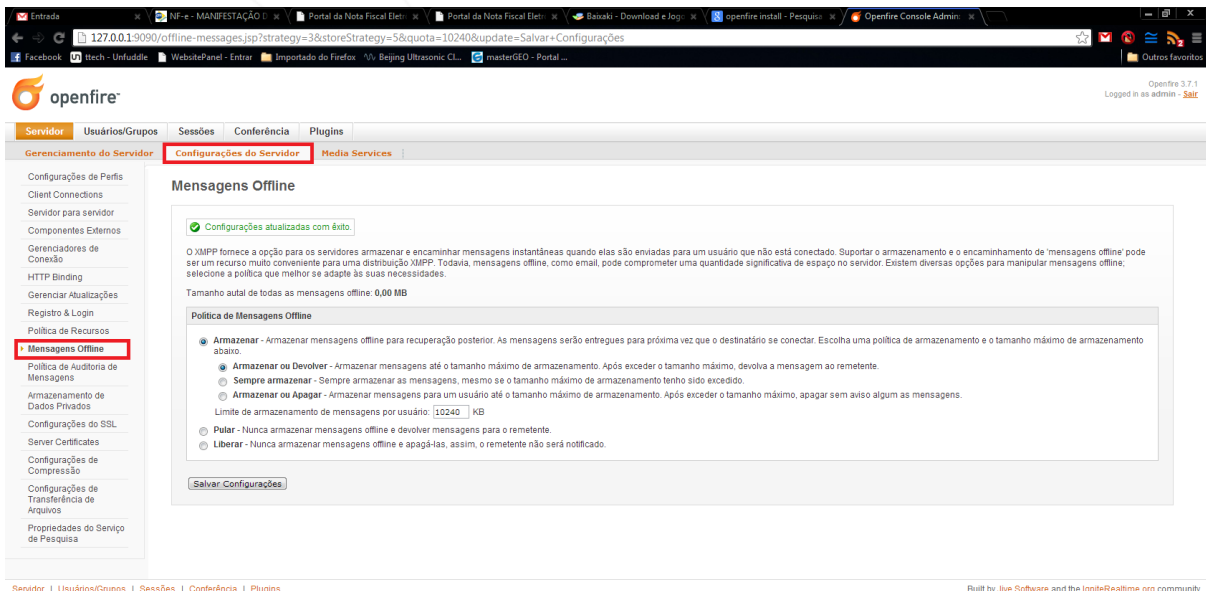 Entrada
NF-e - MANIFESTAÇÃO D
Portal da Nota Fiscal Eletr
Portal da Nota Fiscal Eletr
Baixaki - Download e Jogo
openfire install - Pesquisa
Openfire Console Admin:
127.0.0.1:9090/offline-messages.jsp?strategy=3&storeStrategy=5&quota=10240&update=Salvar+Configurações
Facebook
ttech - Unfuddle
WebsitePanel - Entrar
Importado do Firefox
Beijing Ultrasonic Cl...
masterGEO - Portal ...
Outros favoritos
openfire
Openfire 3.7.1
Logged in as admin - Sair
Servidor Usuários/Grupos Sessões Conferência Plugins
Gerenciamento do Servidor Configurações do Servidor Media Services
Configurações de Perfis
Client Connections
Servidor para servidor
Componentes Externos
Gerenciadores de
Conexão
HTTP Binding
Gerenciar Atualizações
Registro & Login
Política de Recursos
Mensagens Offline
Política de Auditoria de
Mensagens
Armazenamento de
Dados Privados
Configurações do SSL
Server Certificates
Configurações de
Compressão
Configurações de
Transferência de
Arquivos
Propriedades do Serviço
de Pesquisa
Mensagens Offline
Configurações atualizadas com êxito.
O XMPP fornece a opção para os servidores armazenar e encaminhar mensagens instantâneas quando elas são enviadas para um usuário que não está conectado. Suportar o armazenamento e o encaminhamento de 'mensagens offline' pode
ser um recurso muito conveniente para uma distribuição XMPP. Todavia, mensagens offline, como email, pode comprometer uma quantidade significativa de espaço no servidor. Existem diversas opções para manipular mensagens offline;
selecione a política que melhor se adapte às suas necessidades.
Tamanho autal de todas as mensagens offline: 0,00 MB
Política de Mensagens Offline
Armazenar - Armazenar mensagens offline para recuperação posterior. As mensagens serão entregues para próxima vez que o destinatário se conectar. Escolha uma política de armazenamento e o tamanho máximo de armazenamento
abaixo.
Armazenar ou Devolver - Armazenar mensagens até o tamanho máximo de armazenamento. Após exceder o tamanho máximo, devolva a mensagem ao remetente.
Sempre armazenar - Sempre armazenar as mensagens, mesmo se o tamanho máximo de armazenamento tenho sido excedido.
Armazenar ou Apagar - Armazenar mensagens para um usuário até o tamanho máximo de armazenamento. Após exceder o tamanho máximo, apagar sem aviso algum as mensagens.
Limite de armazenamento de mensagens por usuário: 10240 KB
Pular - Nunca armazenar mensagens offline e devolver mensagens para o remetente.
Liberar - Nunca armazenar mensagens offline e apagá-las, assim, o remetente não será notificado.
Salvar Configurações
Servidor | Usuários/Grupos | Sessões | Conferência | Plugins
Built by Jive Software and the IgniteRealtime.org community